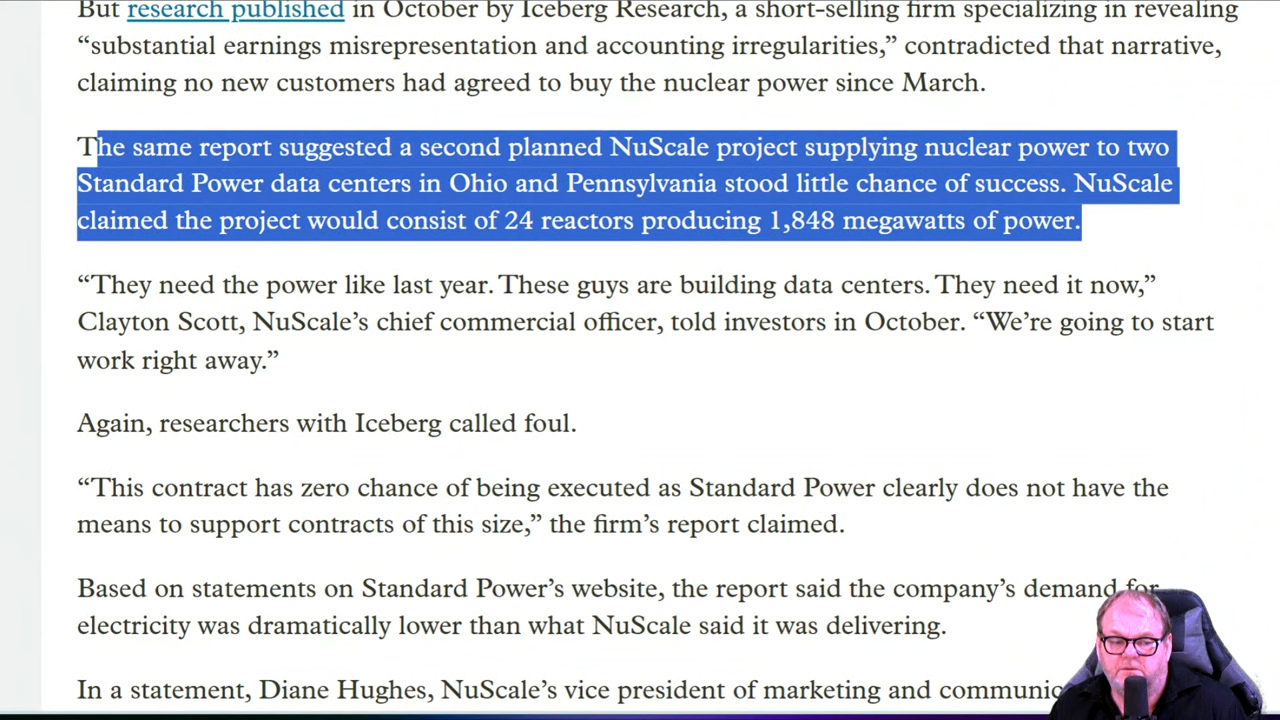 But research published in October by Iceberg Research, a short-selling firm specializing in revealing
“substantial earnings misrepresentation and accounting irregularities,” contradicted that narrative,
claiming no new customers had agreed to buy the nuclear power since March.
The same report suggested a second planned NuScale project supplying nuclear power to two
Standard Power data centers in Ohio and Pennsylvania stood little chance of success. NuScale
claimed the project would consist of 24 reactors producing 1,848 megawatts of power.
“They need the power like last year. These guys are building data centers. They need it now,”
Clayton Scott, NuScale’s chief commercial officer, told investors in October. “We’re going to start
work right away.”
Again, researchers with Iceberg called foul.
“This contract has zero chance of being executed as Standard Power clearly does not have the
means to support contracts of this size,” the firm’s report claimed.
Based on statements on Standard Power’s website, the report said the company’s demand for
electricity was dramatically lower than what NuScale said it was delivering.
In a statement, Diane Hughes, NuScale’s vice president of marketing and